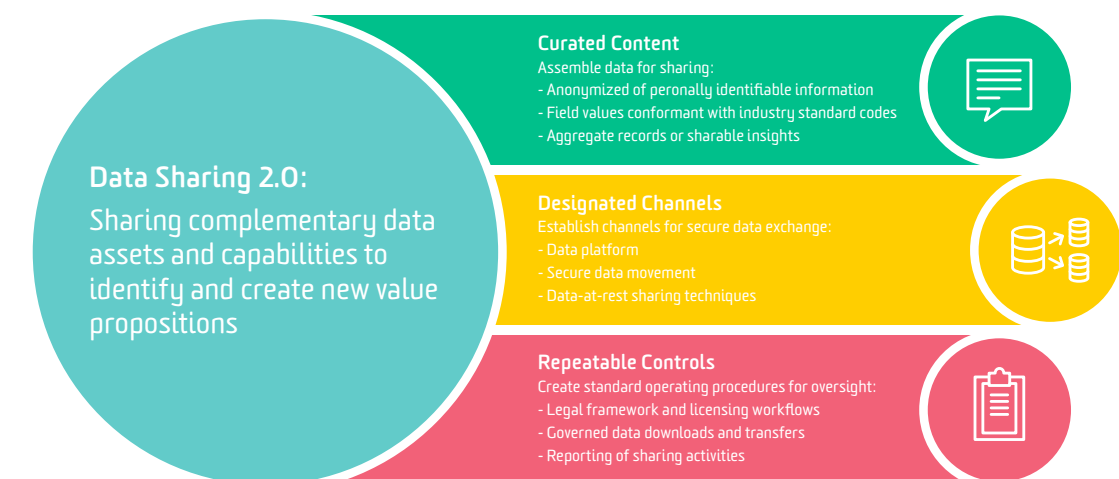 Data Sharing 2.0:
Sharing complementary data
assets and capabilities to
identify and create new value
propositions
Curated Content
Assemble data for sharing:
- Anonymized of peronally identifiable information
- Field values conformant with industry standard codes
- Aggregate records or sharable insights
Designated Channels
Establish channels for secure data exchange:
- Data platform
- Secure data movement
- Data-at-rest sharing techniques
Repeatable Controls
Create standard operating procedures for oversight:
- Legal framework and licensing workflows
- Governed data downloads and transfers
- Reporting of sharing activities